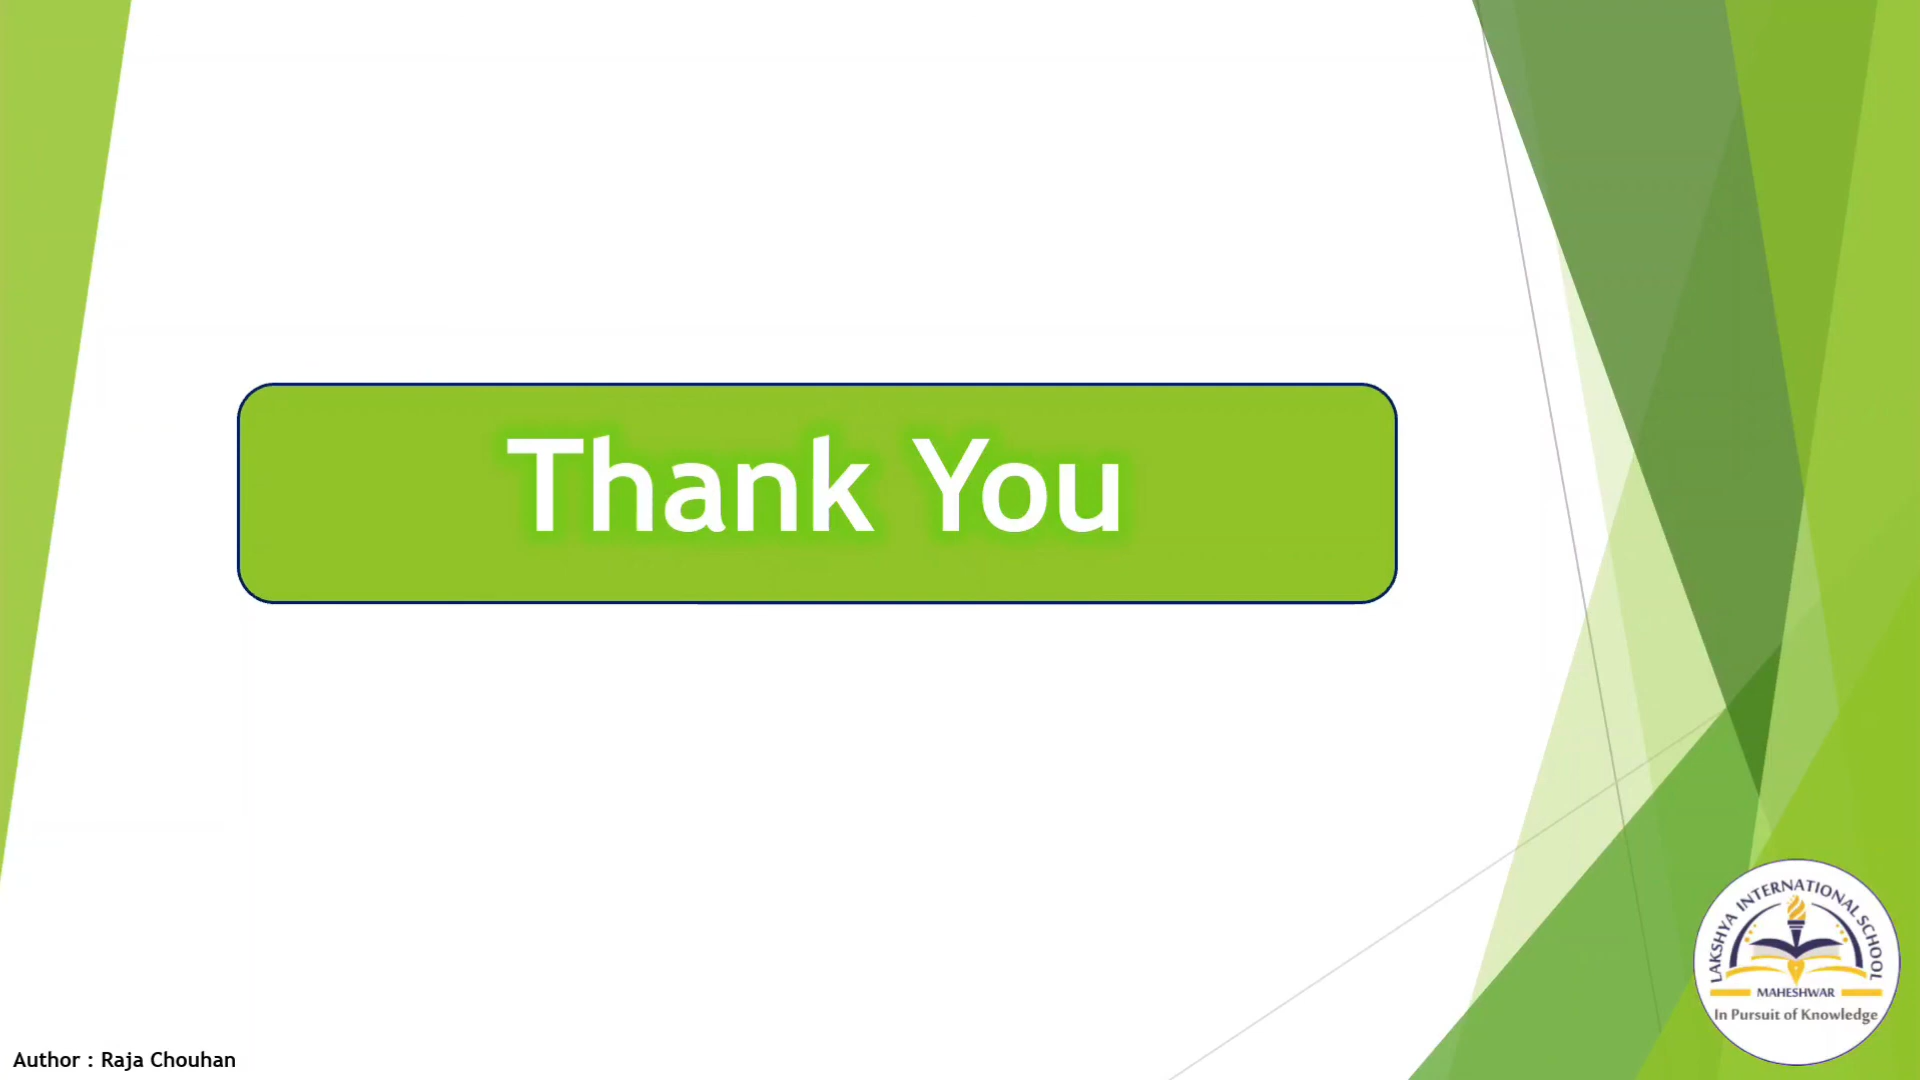 Thank You
LAKSHYA INTERNATIONAL SCHOOL
MAHESHWAR
In Pursuit of Knowledge
Author : Raja Chouhan